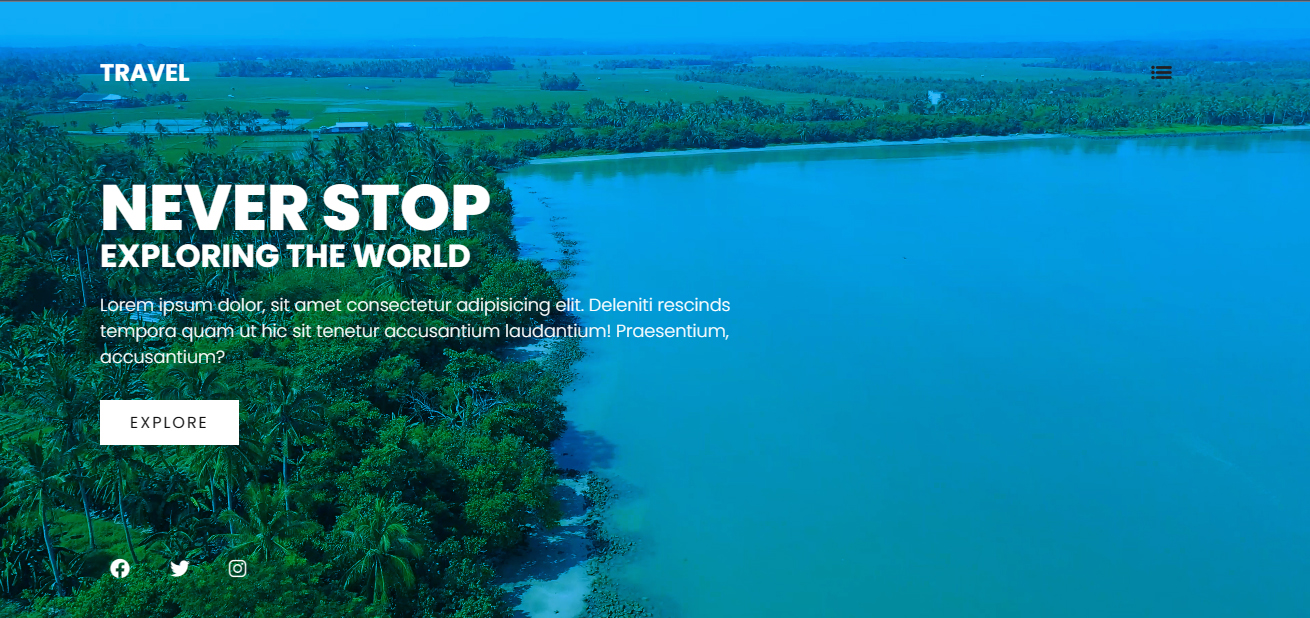 TRAVEL
NEVER STOP
EXPLORING THE WORLD
Lorem ipsum dolor, sit amet consectetur adipisicing elit. Deleniti rescinds
tempora quam ut hic sit tenetur accusantium laudantium! Praesentium,
accusantium?
EXPLORE